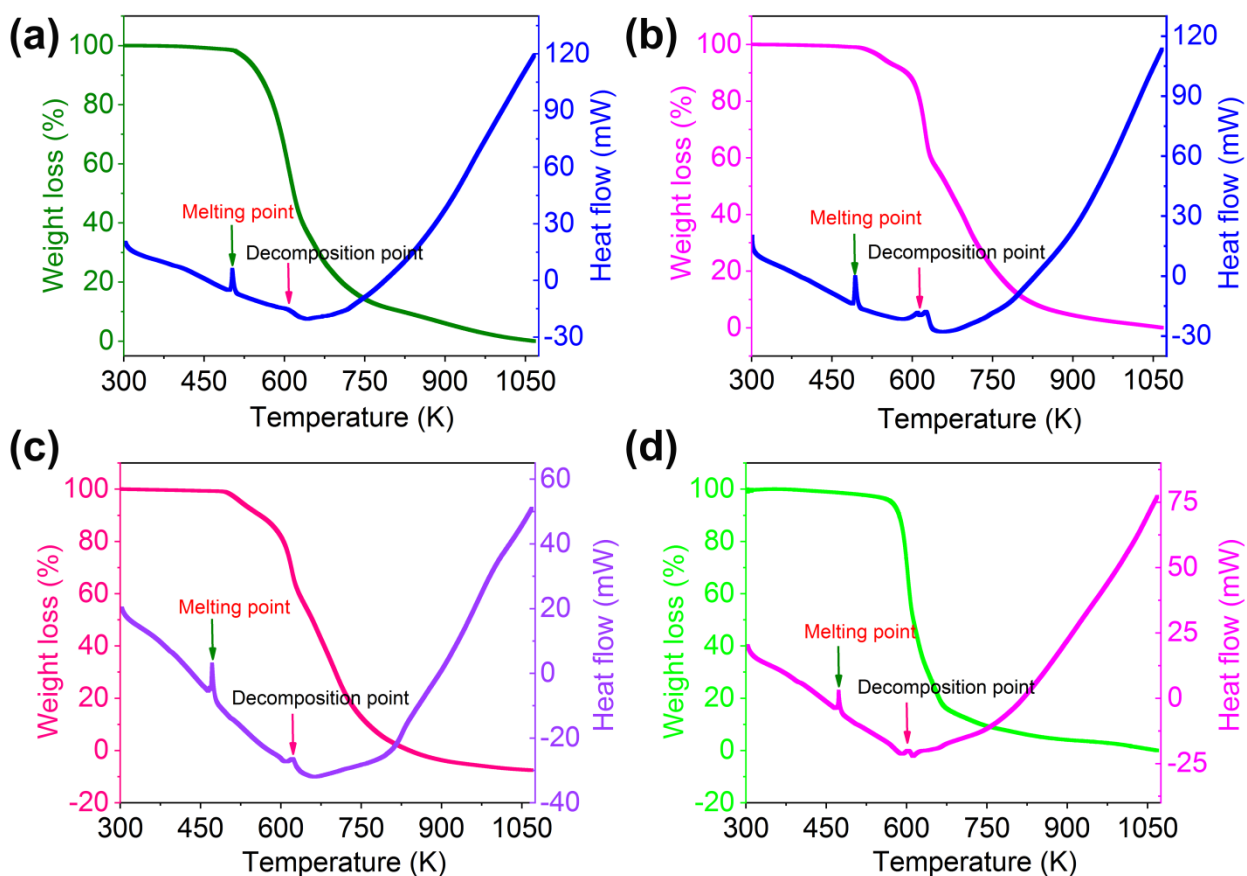 (a)
Weight loss (%)
100
80
60
40
20
0
Melting point
Decomposition point
120
90
60
30
0
-30
Heat flow (mW)
300 450 600 750 900 1050
Temperature (K)
(b)
Weight loss (%)
100
80
60
40
20
0
Melting point
Decomposition point
120
90
60
30
0
-30
Heat flow (mW)
300 450 600 750 900 1050
Temperature (K)
(c)
Weight loss (%)
100
80
60
40
20
0
-20
Melting point
Decomposition point
60
40
20
0
-20
-40
Heat flow (mW)
300 450 600 750 900 1050
Temperature (K)
(d)
Weight loss (%)
100
80
60
40
20
0
-20
Melting point
Decomposition point
75
50
25
0
-25
Heat flow (mW)
300 450 600 750 900 1050
Temperature (K)